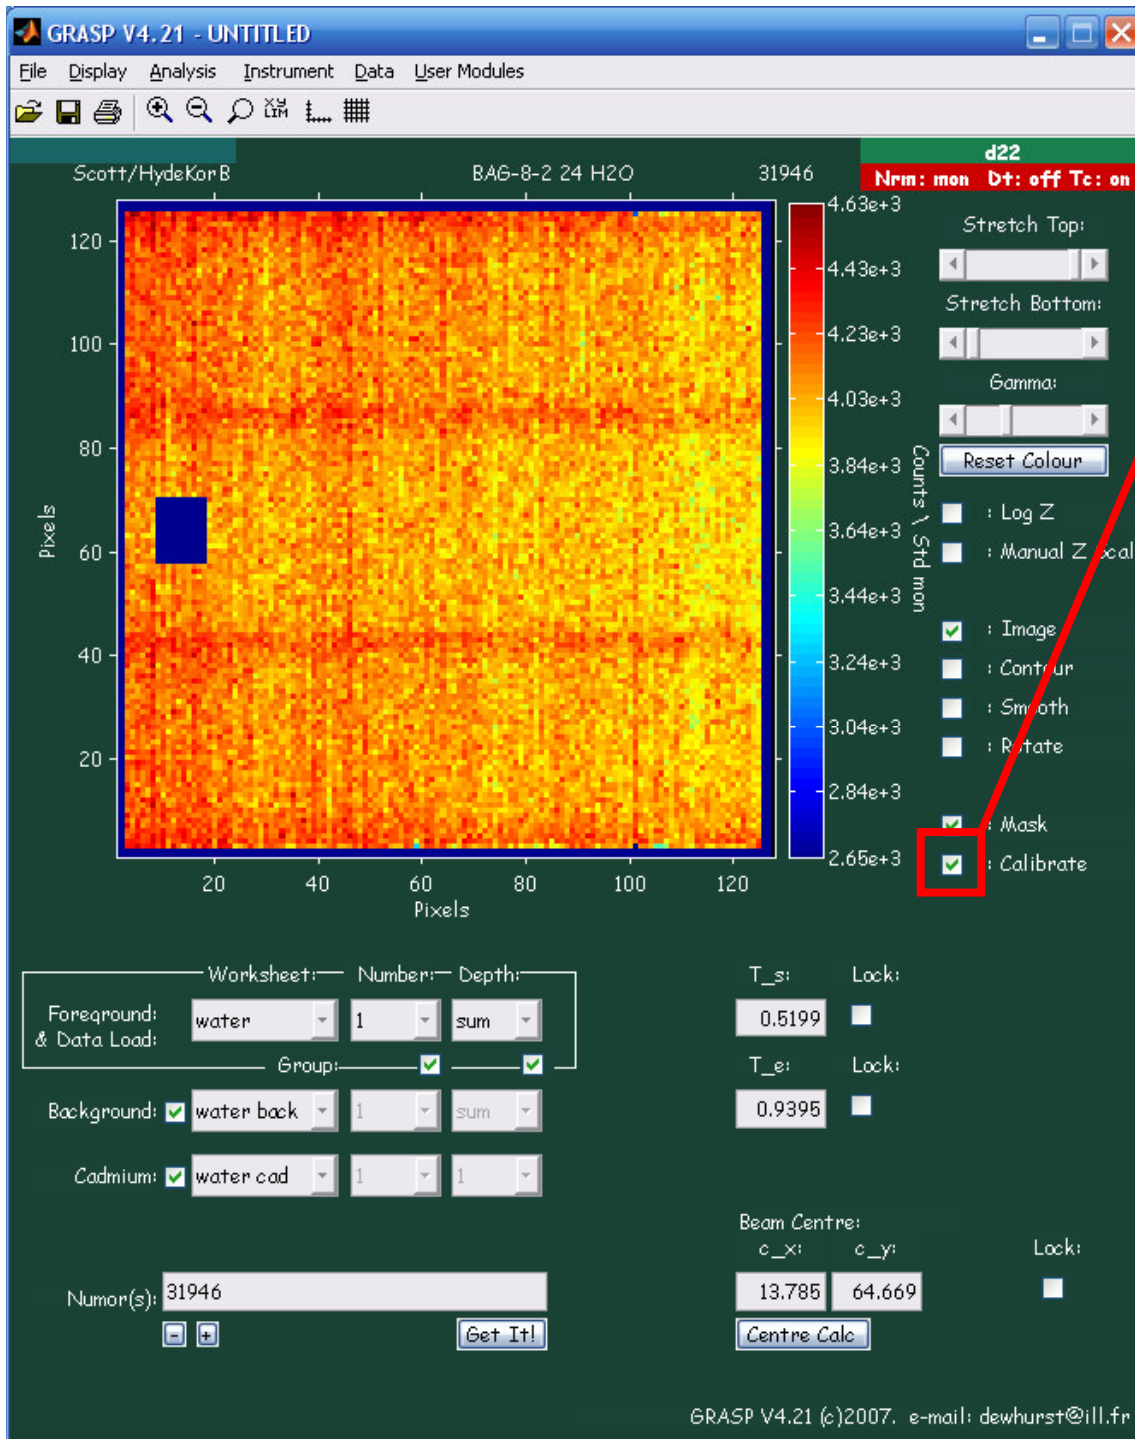 GRASP V4.21 - UNTITLED
File Display Analysis Instrument Data User Modules
XY LIM
d22
Scott/HydeKorB BAG-8-2 24 H2O 31946
Nrm: mon Dt: off Tc: on
4.63e+3
4.43e+3
4.23e+3
4.03e+3
3.84e+3
3.64e+3
3.44e+3
3.24e+3
3.04e+3
2.84e+3
2.65e+3
Counts \ Std mon
120
100
80
60
40
20
Pixels
20 40 60 80 100 120
Pixels
Stretch Top:
Stretch Bottom:
Gamma:
Reset Colour
: Log Z
: Manual Z
: Image
: Contour
: Smooth
: Rotate
: Mask
: Calibrate
Worksheet: Number: Depth:
Foreground: & Data Load: water 1 sum
Group:
Background: water back 1 sum
Cadmium: water cad 1 1
T_s: Lock:
0.5199
T_e: Lock:
0.9395
Beam Centre:
c_x: c_y: Lock:
13.785 64.669
Centre Calc
Numor(s): 31946
- +
Get It!
GRASP V4.21 (c)2007. e-mail: dewhurst@ill.fr